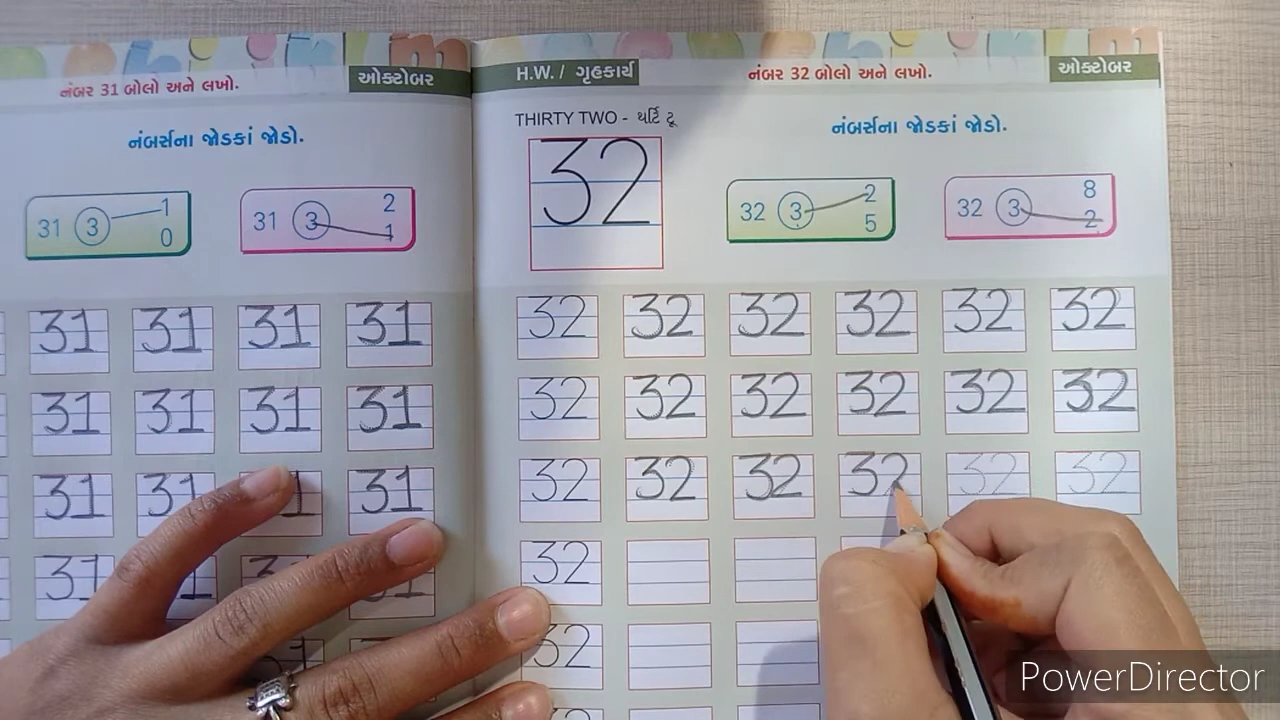 નંબર 31 બોલો અને લખો. ઓક્ટોબર
નંબર્સના જોડકાં જોડો.
31 3 1 0
31 3 2 1
31 31 31 31
31 31 31 31
31 31 31
31
H.W. / ગૃહકાર્ય નંબર 32 બોલો અને લખો. ઓક્ટોબર
THIRTY TWO - થર્ટિ ટૂ
નંબર્સના જોડકાં જોડો.
32
32 3 2 5
32 3 8 2
32 32 32 32 32 32
32 32 32 32 32 32
32 32 32 32 32 32
32
32
PowerDirector